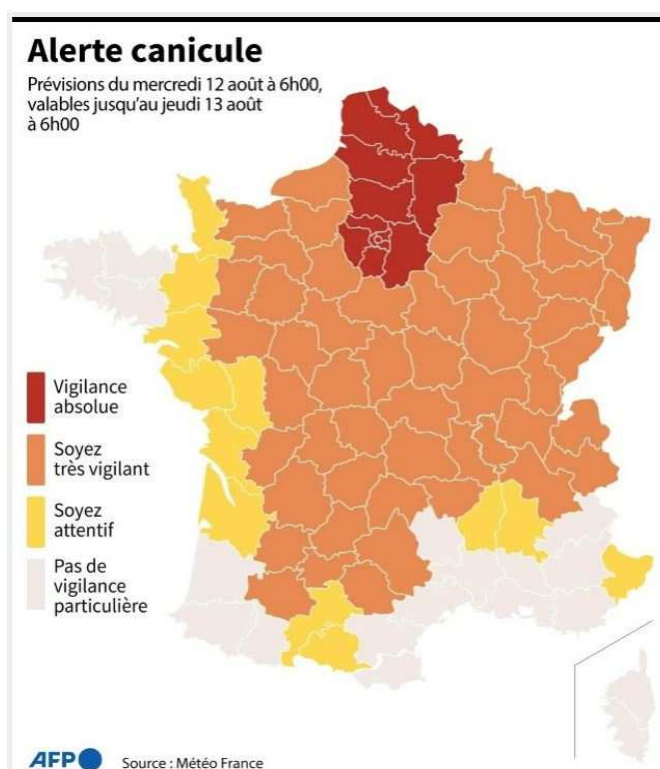 Alerte canicule
Prévisions du mercredi 12 août à 6h00,
valables jusqu'au jeudi 13 août
à 6h00
Vigilance
absolue
Soyez
très vigilant
Soyez
attentif
Pas de
vigilance
particulière
AFP
Source : Météo France